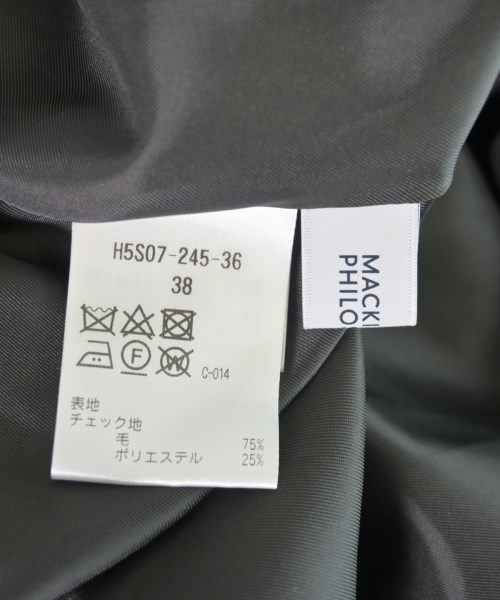 H5S07-245-36
38
F W C-014
表地
チェック地
毛 75%
ポリエステル 25%
MACK
PHILO